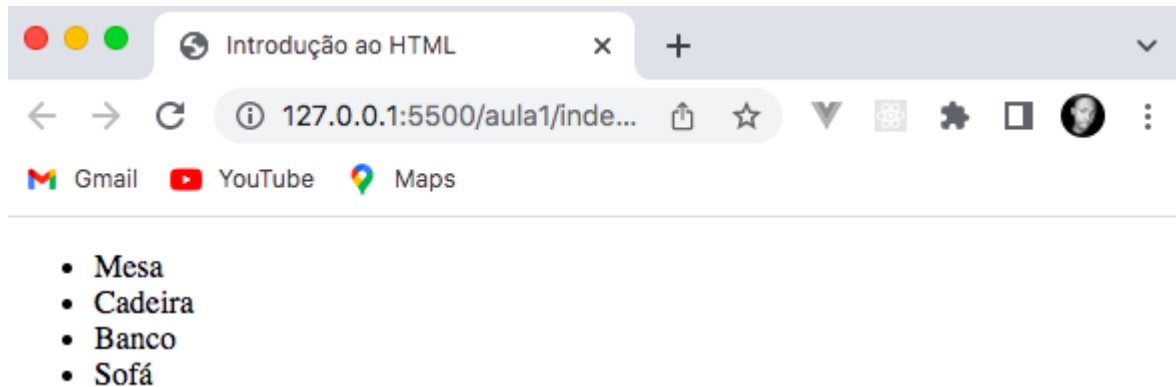 Introdução ao HTML
127.0.0.1:5500/aula1/inde...
Gmail YouTube Maps
Mesa
Cadeira
Banco
Sofá